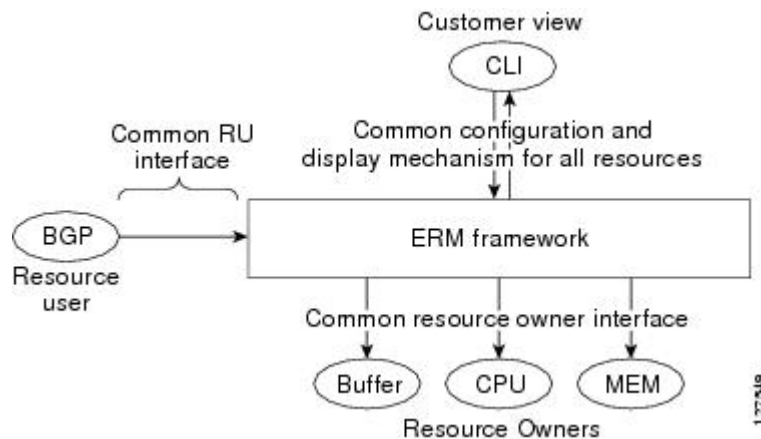 Customer view
CLI
Common RU
interface
Common configuration and
display mechanism for all resources
BGP
ERM framework
Resource
user
Common resource owner interface
Buffer
CPU
MEM
Resource Owners